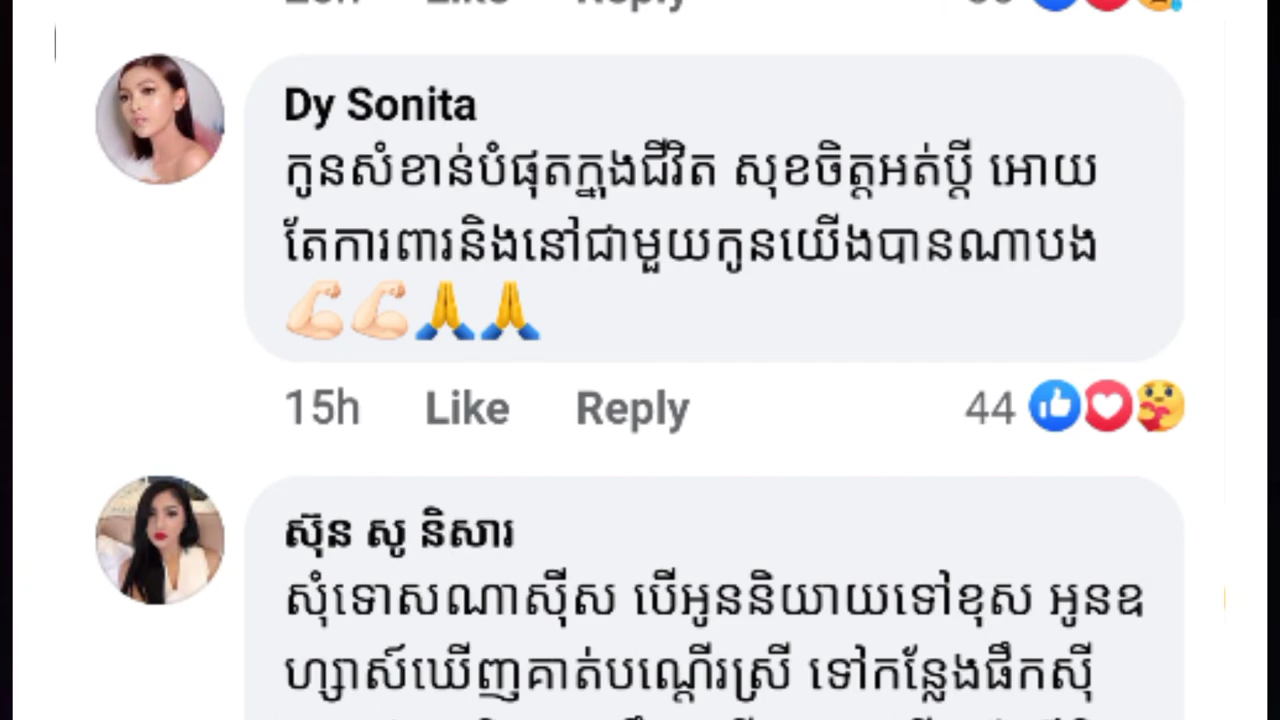 Like
Reply
Dy Sonita
កូនសំខាន់បំផុតក្នុងជីវិត សុខចិត្តអត់ប្តី អោយ
តែការពារនិងនៅជាមួយកូនយើងបានណាបង
💪🏻💪🏻🙏🙏
15h Like Reply 44
ស៊ុន សូ និសារ
សុំទោសណាស៊ីស បើអូននិយាយទៅខុស អូនឧ
ហ្សាស៍ឃើញគាត់បណ្តើរស្រី ទៅកន្លែងផឹកស៊ី